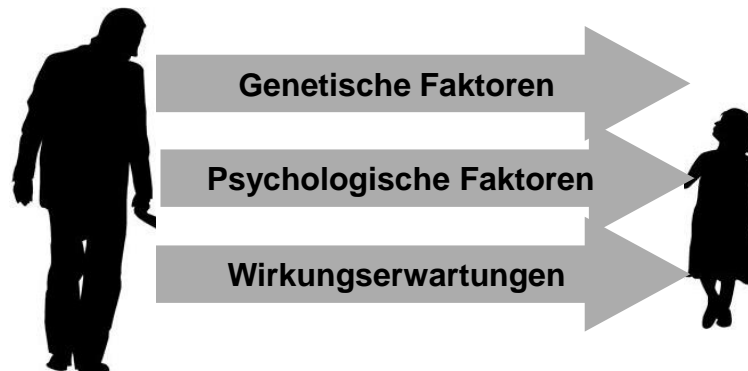 Genetische Faktoren
Psychologische Faktoren
Wirkungserwartungen